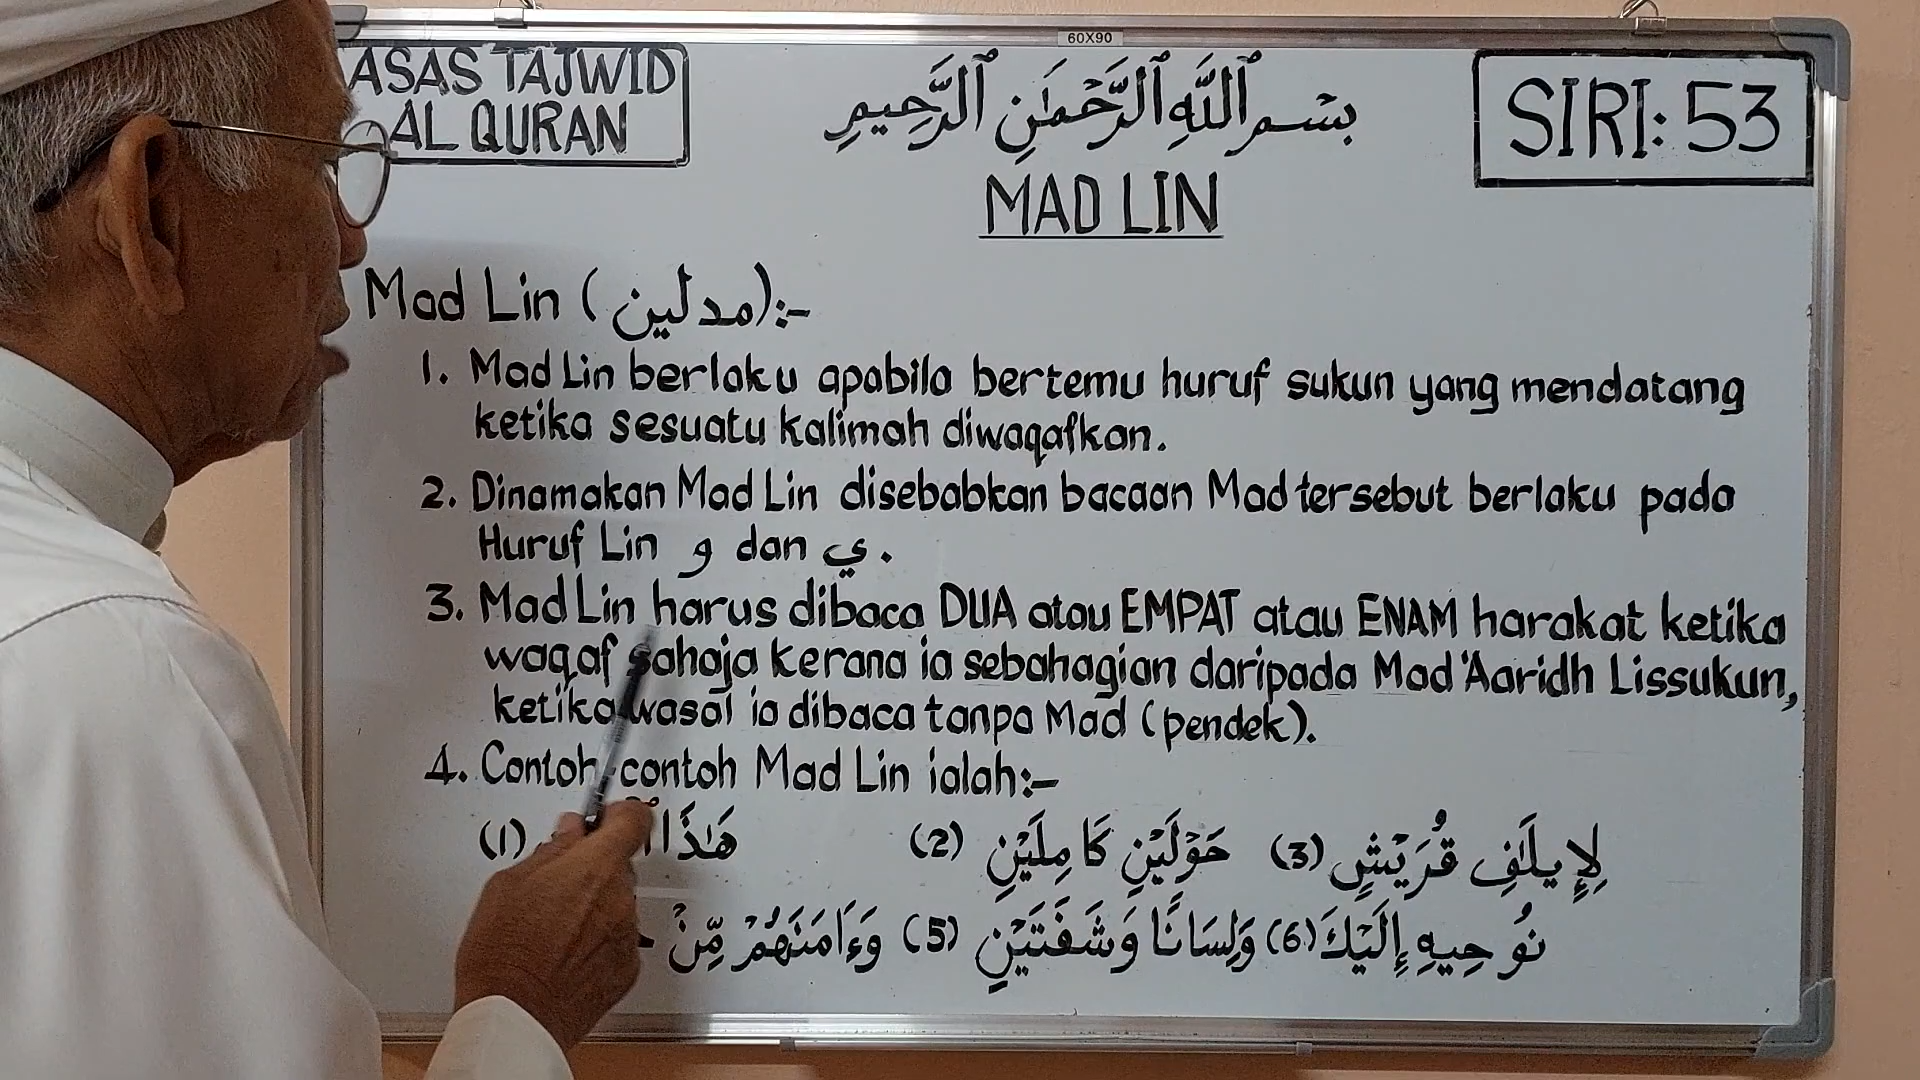 60X90
ASAS TAJWID
AL QURAN
بِسْمِ ٱللَّهِ ٱلرَّحْمَٰنِ ٱلرَّحِيمِ
SIRI: 53
MAD LIN
Mad Lin (مد لين):-
1. Mad Lin berlaku apabila bertemu huruf sukun yang mendatang
ketika sesuatu kalimah diwaqafkan.
2. Dinamakan Mad Lin disebabkan bacaan Mad tersebut berlaku pada
Huruf Lin و dan ي.
3. Mad Lin harus dibaca DUA atau EMPAT atau ENAM harakat ketika
waqaf sahaja kerana ia sebahagian daripada Mad 'Aaridh Lissukun,
ketika wasal ia dibaca tanpa Mad (pendek).
4. Contoh-contoh Mad Lin ialah:-
(1) هَٰذَا (2) حَوْلَيْنِ كَامِلَيْنِ (3) لِإِيلَٰفِ قُرَيْشٍ
وَءَامَنَهُمْ مِّنْ (5) وَلِسَانًا وَشَفَتَيْنِ (6) نُوحِيهِ إِلَيْكَ